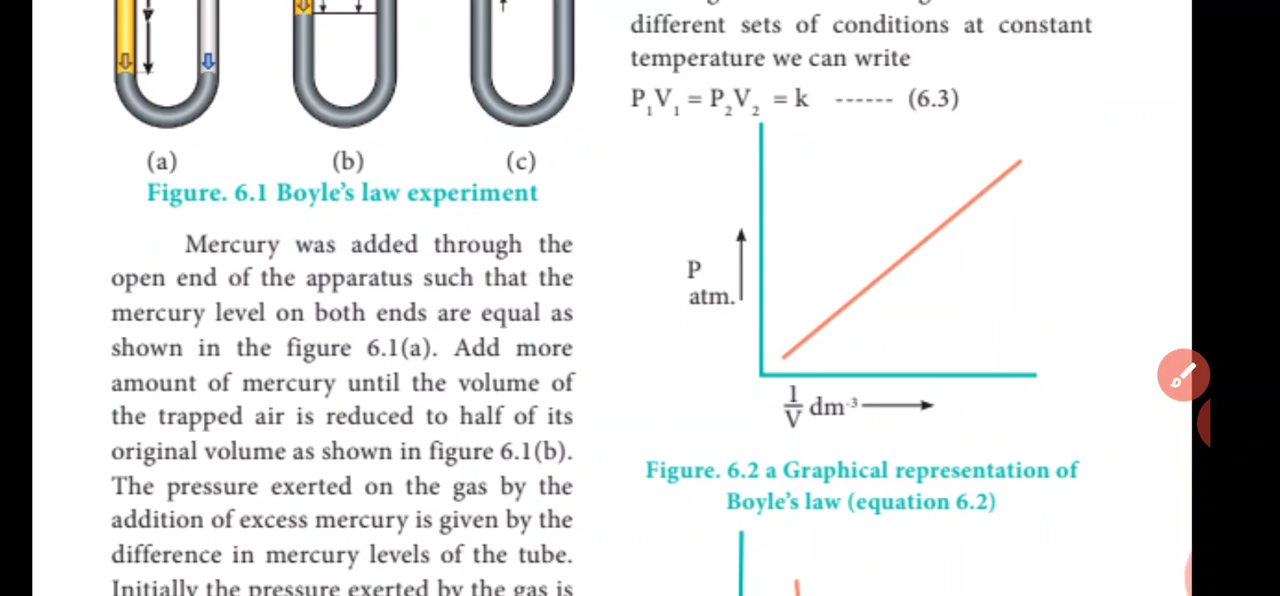 (a) (b) (c)
Figure. 6.1 Boyle's law experiment
Mercury was added through the
open end of the apparatus such that the
mercury level on both ends are equal as
shown in the figure 6.1(a). Add more
amount of mercury until the volume of
the trapped air is reduced to half of its
original volume as shown in figure 6.1(b).
The pressure exerted on the gas by the
addition of excess mercury is given by the
difference in mercury levels of the tube.
Initially the pressure exerted by the gas is
different sets of conditions at constant
temperature we can write
P₁V₁ = P₂V₂ = k ------ (6.3)
P
atm.
1/V dm⁻³
Figure. 6.2 a Graphical representation of
Boyle's law (equation 6.2)